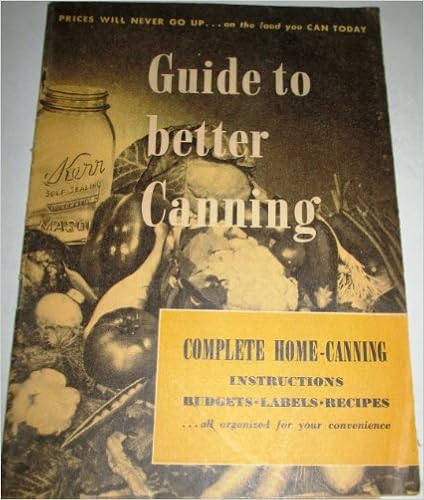 PRICES WILL NEVER GO UP...on the food you CAN TODAY
Guide to
better
Canning
Kerr
SELF SEALING
MASON
COMPLETE HOME-CANNING
INSTRUCTIONS
BUDGETS·LABELS·RECIPES
...all organized for your convenience